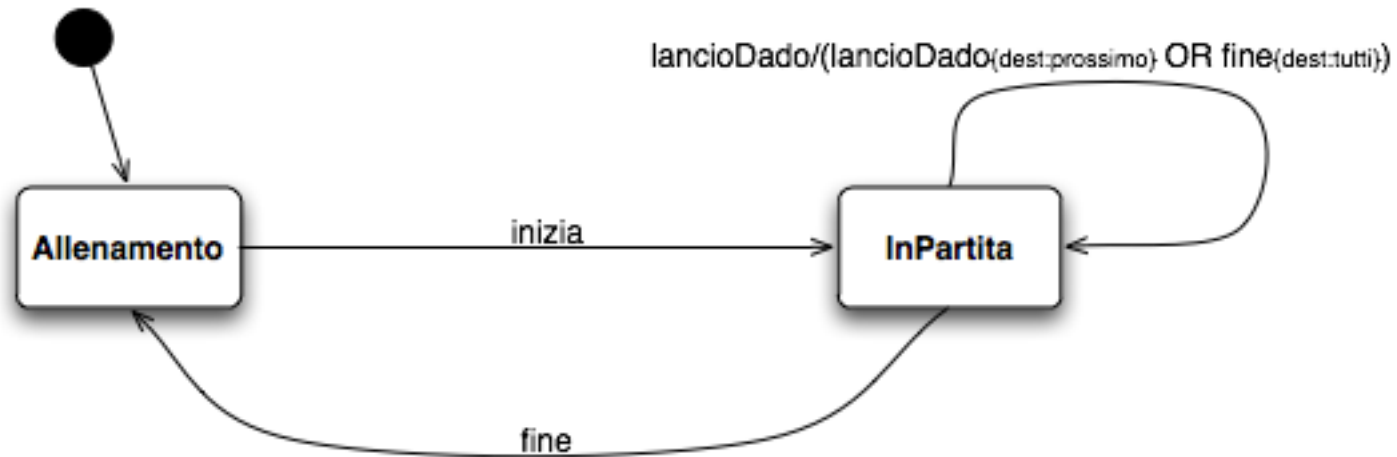 lancioDado/(lancioDado{dest:prossimo} OR fine{dest:tutti})
Allenamento
inizia
InPartita
fine